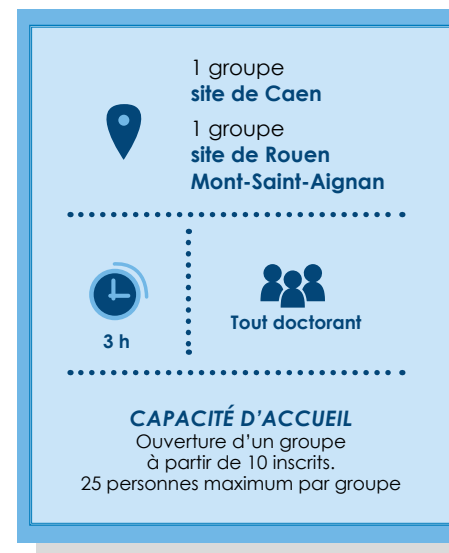 1 groupe
site de Caen
1 groupe
site de Rouen
Mont-Saint-Aignan
3 h
Tout doctorant
CAPACITÉ D’ACCUEIL
Ouverture d’un groupe
à partir de 10 inscrits.
25 personnes maximum par groupe